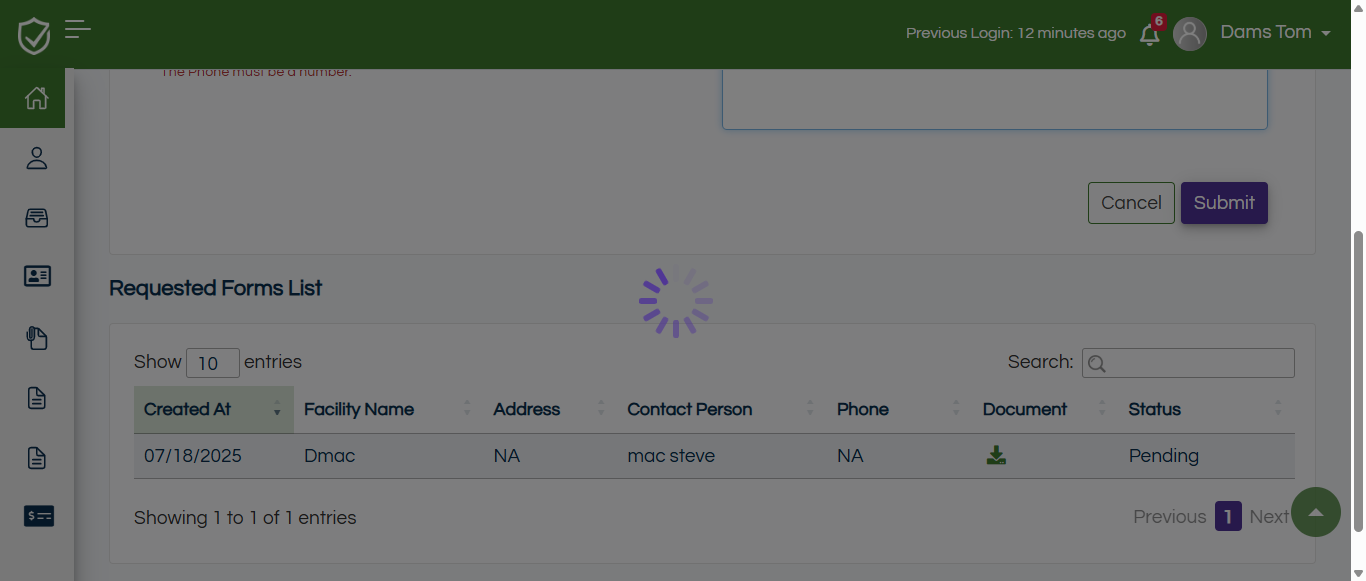 Previous Login: 12 minutes ago 6 Dams Tom
The Phone must be a number.
Cancel Submit
Requested Forms List
Show 10 entries Search:
Created At Facility Name Address Contact Person Phone Document Status
07/18/2025 Dmac NA mac steve NA Pending
Showing 1 to 1 of 1 entries Previous 1 Next